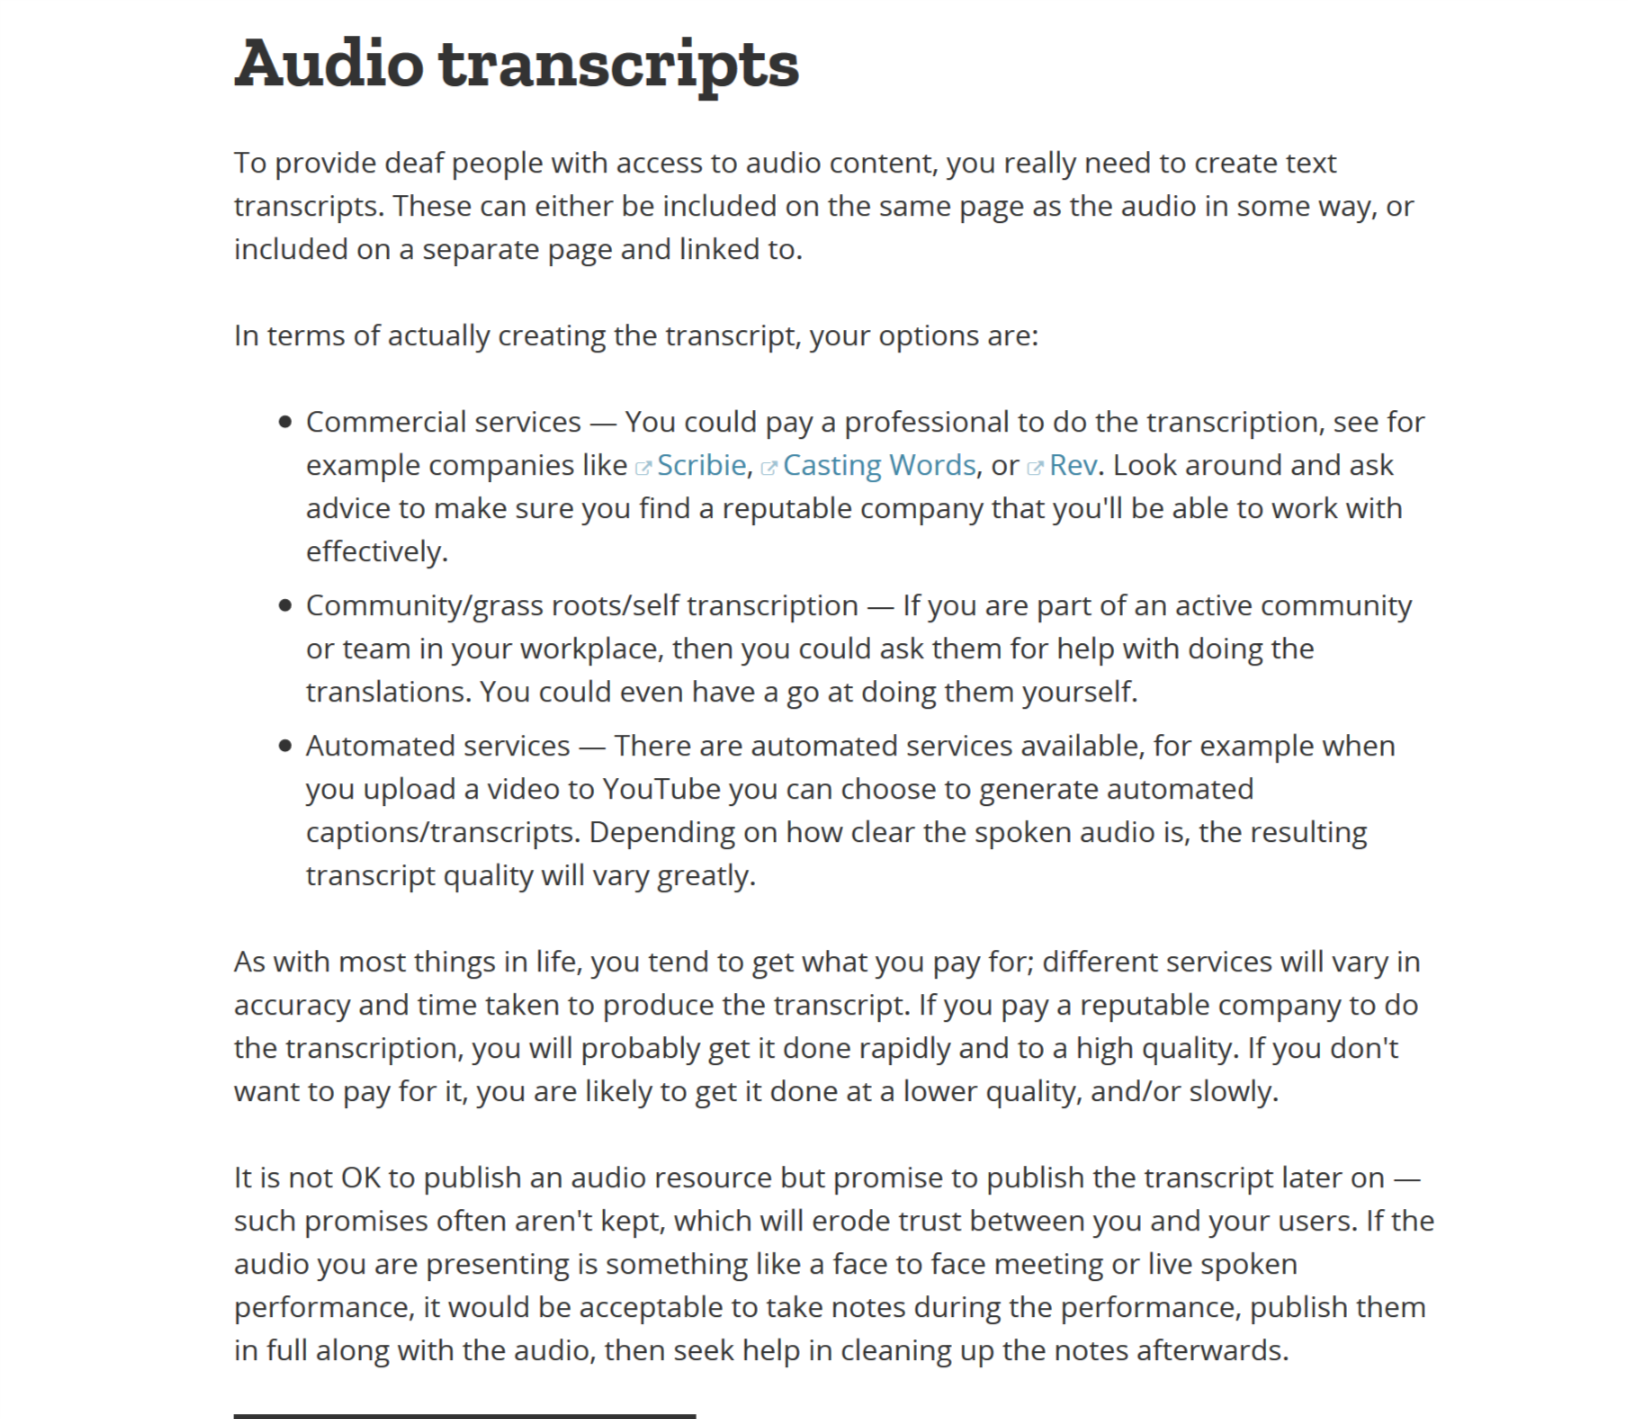 Audio transcripts
To provide deaf people with access to audio content, you really need to create text
transcripts. These can either be included on the same page as the audio in some way, or
included on a separate page and linked to.
In terms of actually creating the transcript, your options are:
• Commercial services — You could pay a professional to do the transcription, see for
example companies like Scribie, Casting Words, or Rev. Look around and ask
advice to make sure you find a reputable company that you'll be able to work with
effectively.
• Community/grass roots/self transcription — If you are part of an active community
or team in your workplace, then you could ask them for help with doing the
translations. You could even have a go at doing them yourself.
• Automated services — There are automated services available, for example when
you upload a video to YouTube you can choose to generate automated
captions/transcripts. Depending on how clear the spoken audio is, the resulting
transcript quality will vary greatly.
As with most things in life, you tend to get what you pay for; different services will vary in
accuracy and time taken to produce the transcript. If you pay a reputable company to do
the transcription, you will probably get it done rapidly and to a high quality. If you don't
want to pay for it, you are likely to get it done at a lower quality, and/or slowly.
It is not OK to publish an audio resource but promise to publish the transcript later on —
such promises often aren't kept, which will erode trust between you and your users. If the
audio you are presenting is something like a face to face meeting or live spoken
performance, it would be acceptable to take notes during the performance, publish them
in full along with the audio, then seek help in cleaning up the notes afterwards.